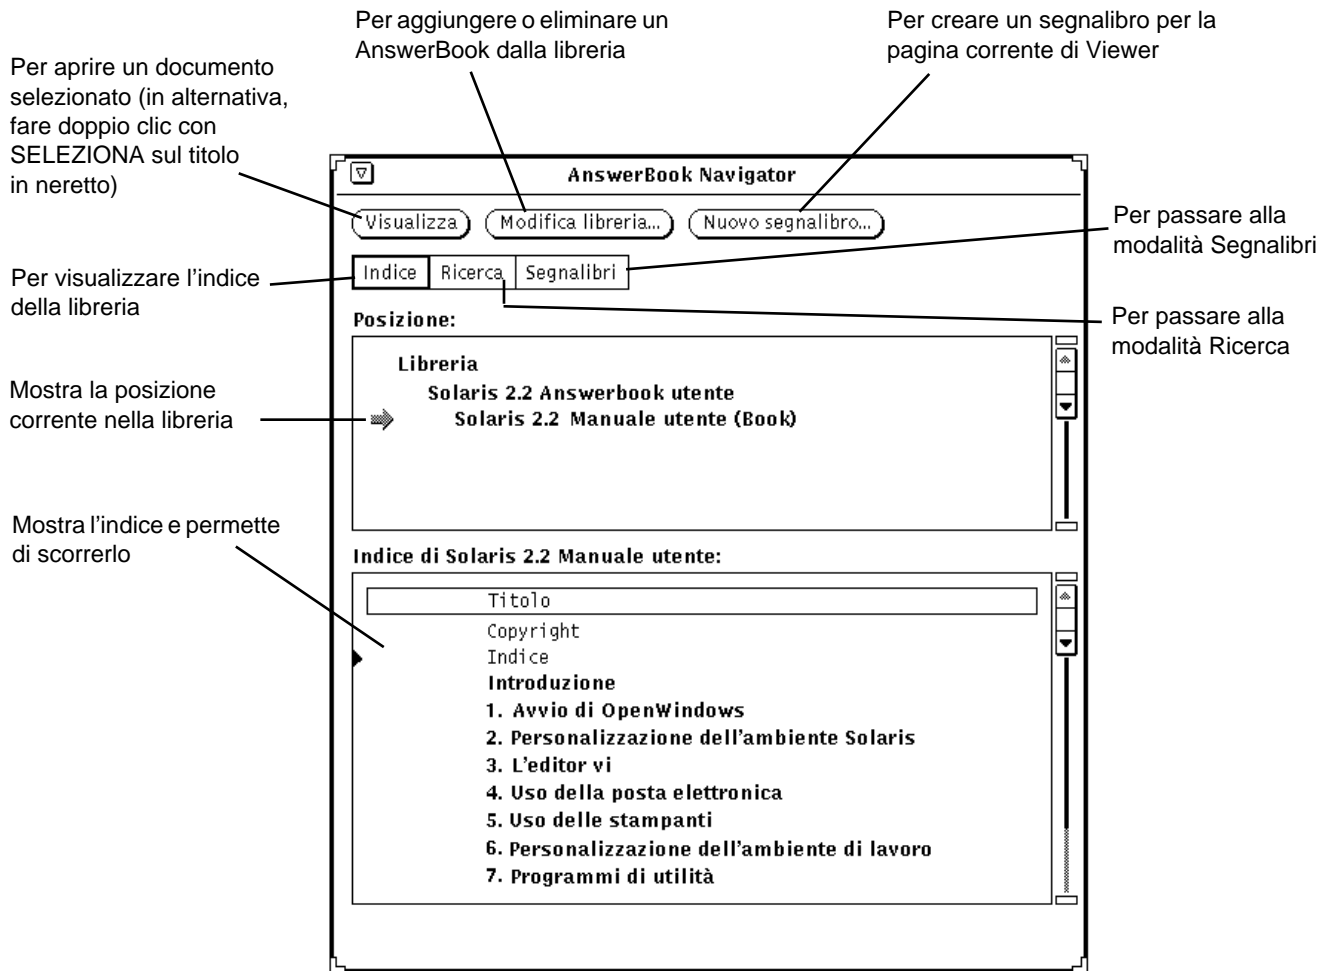 Per aggiungere o eliminare un
AnswerBook dalla libreria
Per creare un segnalibro per la
pagina corrente di Viewer
Per aprire un documento
selezionato (in alternativa,
fare doppio clic con
SELEZIONA sul titolo
in neretto)
AnswerBook Navigator
Visualizza
Modifica libreria...
Nuovo segnalibro...
Per passare alla
modalità Segnalibri
Indice
Ricerca
Segnalibri
Per visualizzare l'indice
della libreria
Per passare alla
modalità Ricerca
Posizione:
Libreria
Solaris 2.2 Answerbook utente
Solaris 2.2 Manuale utente (Book)
Mostra la posizione
corrente nella libreria
Mostra l'indice e permette
di scorrerlo
Indice di Solaris 2.2 Manuale utente:
Titolo
Copyright
Indice
Introduzione
1. Avvio di OpenWindows
2. Personalizzazione dell'ambiente Solaris
3. L'editor vi
4. Uso della posta elettronica
5. Uso delle stampanti
6. Personalizzazione dell'ambiente di lavoro
7. Programmi di utilità